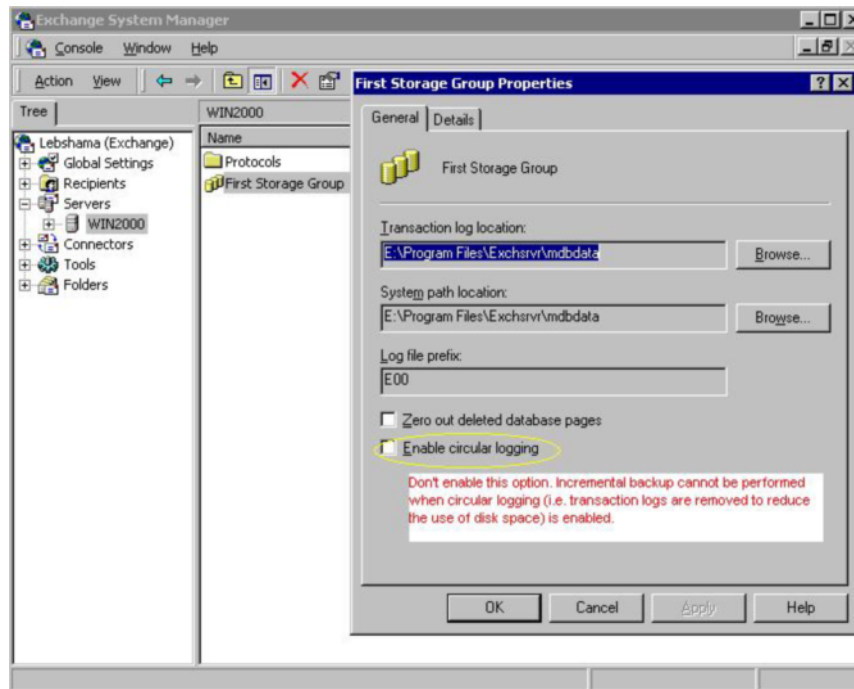 Exchange System Manager
Console Window Help
Action View
Tree
WIN2000
Name
Lebshama (Exchange)
Global Settings
Recipients
Servers
WIN2000
Connectors
Tools
Folders
Protocols
First Storage Group
First Storage Group Properties
General Details
First Storage Group
Transaction log location:
E:\Program Files\Exchsrvr\mdbdata
Browse...
System path location:
E:\Program Files\Exchsrvr\mdbdata
Browse...
Log file prefix:
E00
Zero out deleted database pages
Enable circular logging
Don't enable this option. Incremental backup cannot be performed
when circular logging (i.e. transaction logs are removed to reduce
the use of disk space) is enabled.
OK Cancel Apply Help